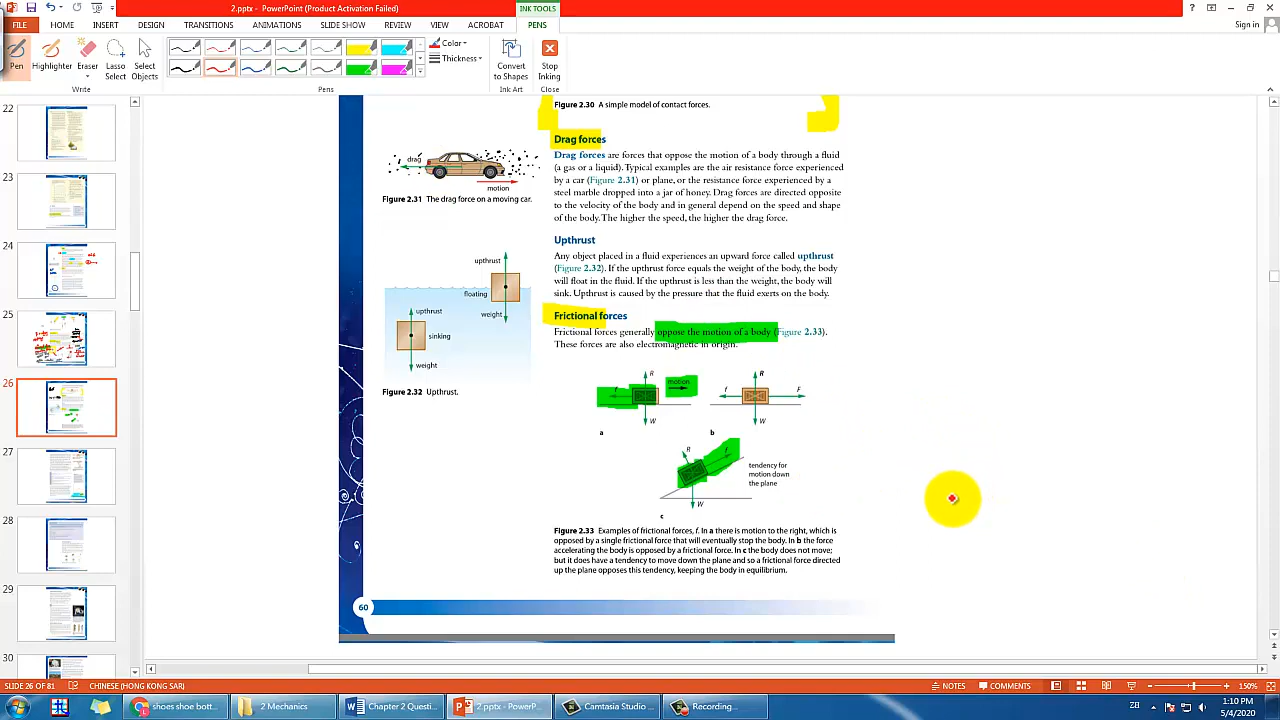 2.pptx - PowerPoint (Product Activation Failed)
INK TOOLS
FILE HOME INSERT DESIGN TRANSITIONS ANIMATIONS SLIDE SHOW REVIEW VIEW ACROBAT PENS
Sign in
Pen Highlighter Eraser Lasso Select Select Objects
Color
Thickness
Convert to Shapes
Stop Inking
Write Pens Ink Art Close
22
23
24
25
26
27
28
29
30
Figure 2.30 A simple model of contact forces.
Drag forces
Drag forces are forces that oppose the motion of a body through a fluid
(a gas or a liquid). Typical examples are the air resistance force experienced
by a car (Figure 2.31) or plane, or the resistance force experienced by a
steel marble dropped into a jar of honey. Drag forces are directed opposite
to the velocity of the body and in general depend on the speed and shape
of the body. The higher the speed, the higher the drag force.
drag
motion
Figure 2.31 The drag force on a moving car.
Upthrust
Any object placed in a fluid experiences an upward force called upthrust
(Figure 2.32). If the upthrust force equals the weight of the body, the body
will float in the fluid. If the upthrust is less than the weight, the body will
sink. Upthrust is caused by the pressure that the fluid exerts on the body.
upthrust
floating
weight
upthrust
sinking
weight
Figure 2.32 Upthrust.
Frictional forces
Frictional forces generally oppose the motion of a body (Figure 2.33).
These forces are also electromagnetic in origin.
R
motion
f
W
a
R
f
F
W
b
R
f
W
tendency for
motion down
the plane
c
Figure 2.33 Examples of frictional forces, f. In a there is motion to the right, which is
opposed by a single frictional force that will eventually stop the body. In b the force
accelerating the body is opposed by a frictional force. In c the body does not move;
but it does have a tendency to move down the plane and so a frictional force directed
up the plane opposes this tendency, keeping the body in equilibrium.
60
SLIDE 26 OF 81 CHINESE (HONG KONG SAR) NOTES COMMENTS 150%
shoes shoe bott... 2 Mechanics Chapter 2 Questi... 2.pptx - PowerP... Camtasia Studio ... Recording... ZH 1:10 PM
5/4/2020